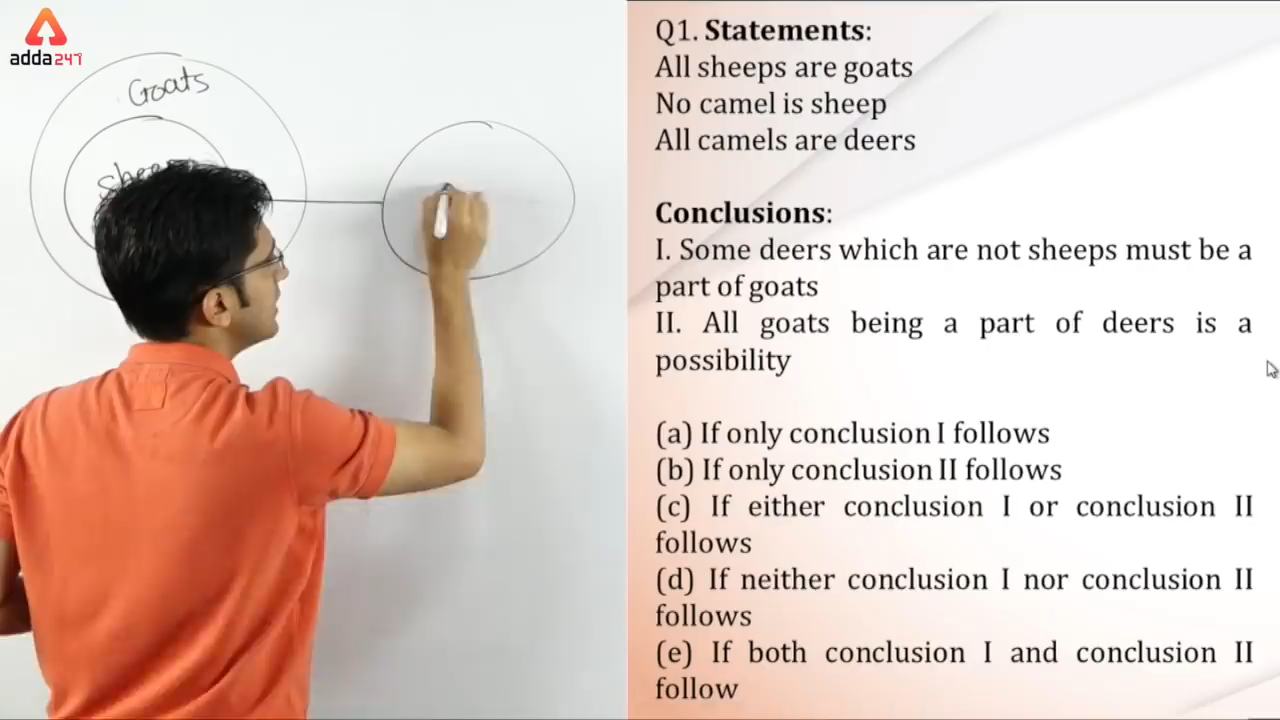 adda247
Goats
Q1. Statements:
All sheeps are goats
No camel is sheep
All camels are deers
Conclusions:
I. Some deers which are not sheeps must be a
part of goats
II. All goats being a part of deers is a
possibility
(a) If only conclusion I follows
(b) If only conclusion II follows
(c) If either conclusion I or conclusion II
follows
(d) If neither conclusion I nor conclusion II
follows
(e) If both conclusion I and conclusion II
follow